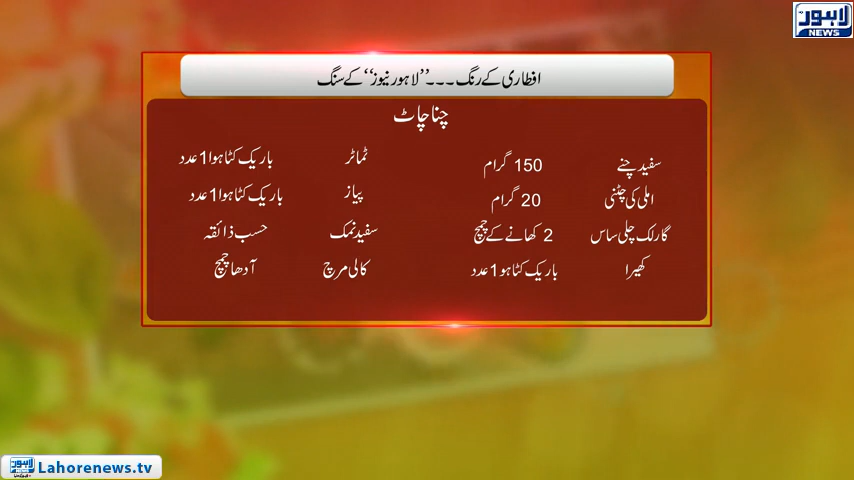 لاہور
NEWS
افطاری کے رنگ ۔۔۔ ’’لاہور نیوز‘‘ کے سنگ
چنا چاٹ
سفید چنے 150 گرام ٹماٹر باریک کٹا ہوا 1 عدد
املی کی چٹنی 20 گرام پیاز باریک کٹا ہوا 1 عدد
گارلک چلی ساس 2 کھانے کے چمچ سفید نمک حسب ذائقہ
کھیرا باریک کٹا ہو 1 عدد کالی مرچ آدھا چمچ
لاہور
Lahorenews.tv